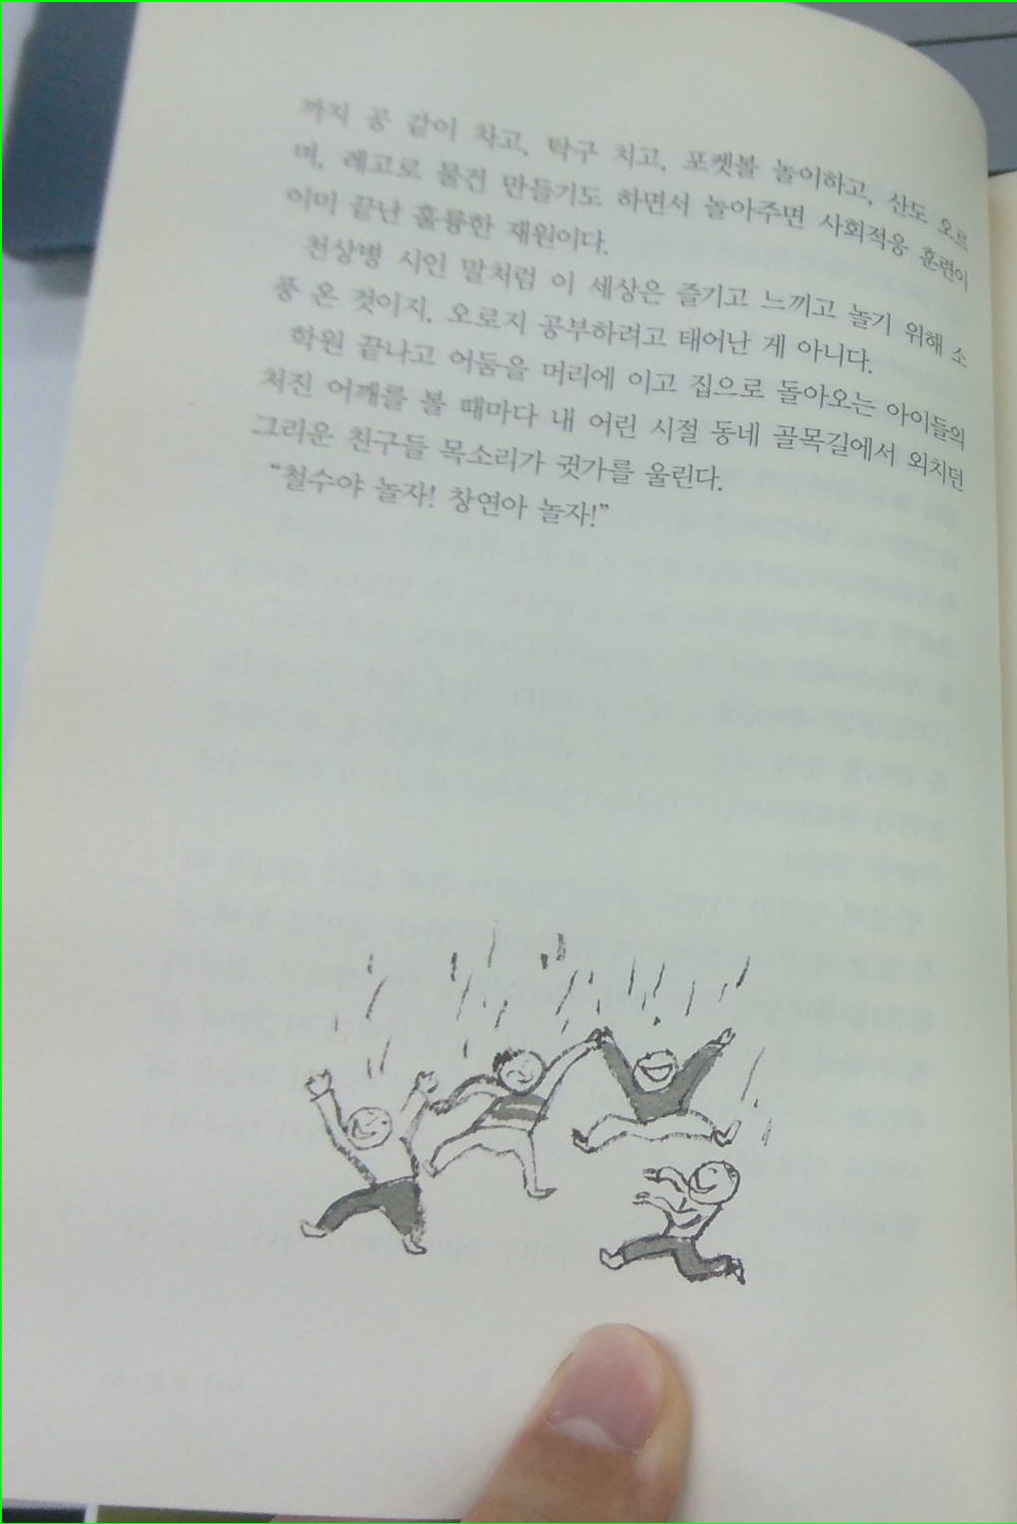 까지 공 같이 차고, 탁구 치고, 포켓볼 놀이하고, 산도 오르
며, 레고로 물건 만들기도 하면서 놀아주면 사회적응 훈련이
이미 끝난 훌륭한 재원이다.
천상병 시인 말처럼 이 세상은 즐기고 느끼고 놀기 위해 소
풍 온 것이지, 오로지 공부하려고 태어난 게 아니다.
학원 끝나고 어둠을 머리에 이고 집으로 돌아오는 아이들의
처진 어깨를 볼 때마다 내 어린 시절 동네 골목길에서 외치던
그리운 친구들 목소리가 귓가를 울린다.
“철수야 놀자! 창연아 놀자!”